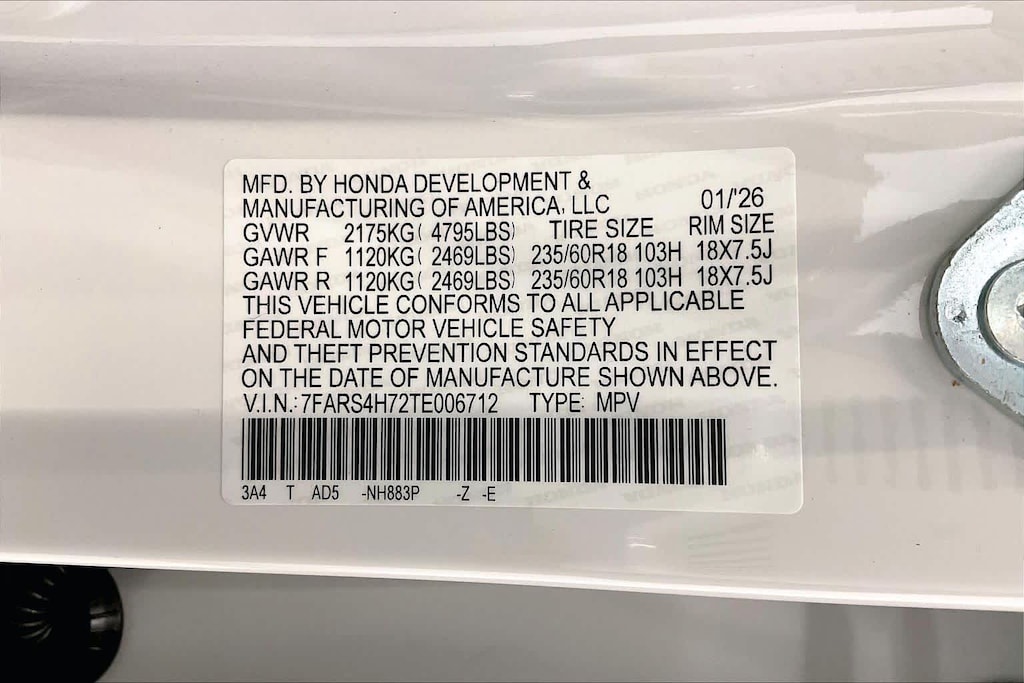 MFD. BY HONDA DEVELOPMENT &
MANUFACTURING OF AMERICA, LLC 01/'26
GVWR 2175KG( 4795LBS) TIRE SIZE RIM SIZE
GAWR F 1120KG( 2469LBS) 235/60R18 103H 18X7.5J
GAWR R 1120KG( 2469LBS) 235/60R18 103H 18X7.5J
THIS VEHICLE CONFORMS TO ALL APPLICABLE
FEDERAL MOTOR VEHICLE SAFETY
AND THEFT PREVENTION STANDARDS IN EFFECT
ON THE DATE OF MANUFACTURE SHOWN ABOVE.
V.I.N.: 7FARS4H72TE006712 TYPE: MPV
3A4 T AD5 -NH883P -Z -E